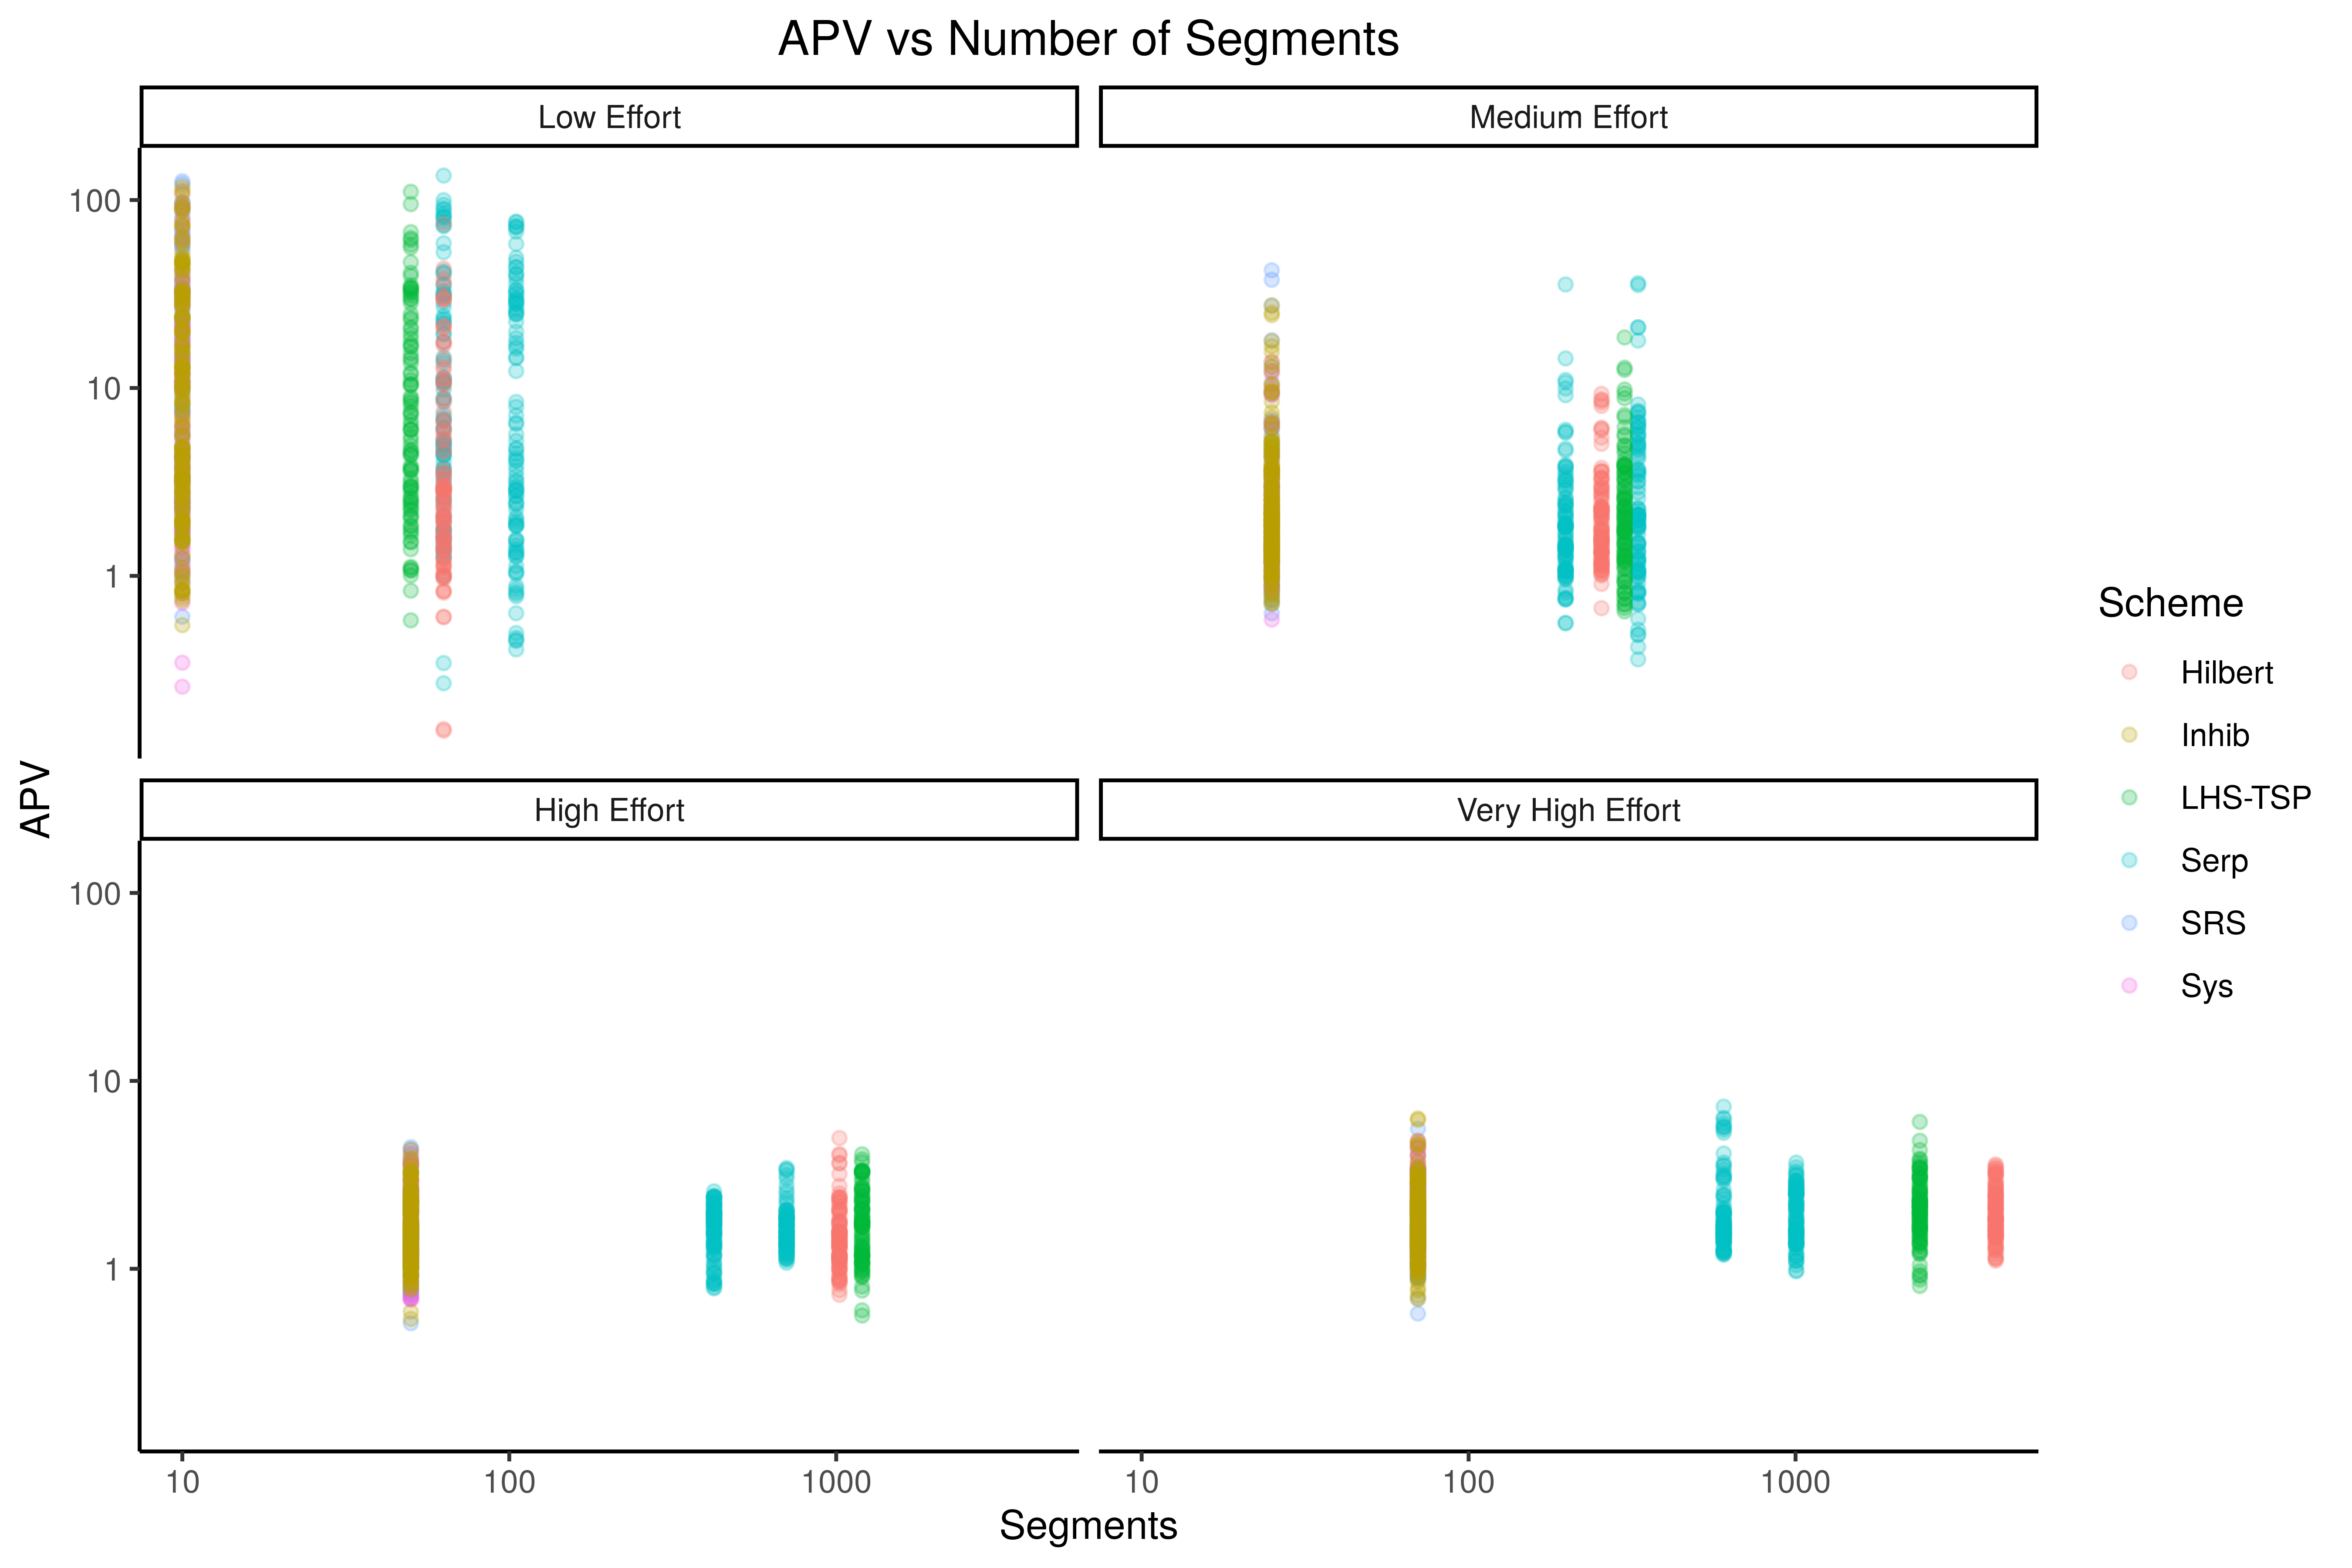 APV vs Number of Segments
Low Effort
Medium Effort
100
10
1
High Effort
Very High Effort
100
10
1
10
100
1000
10
100
1000
APV
Segments
Scheme
Hilbert
Inhib
LHS-TSP
Serp
SRS
Sys